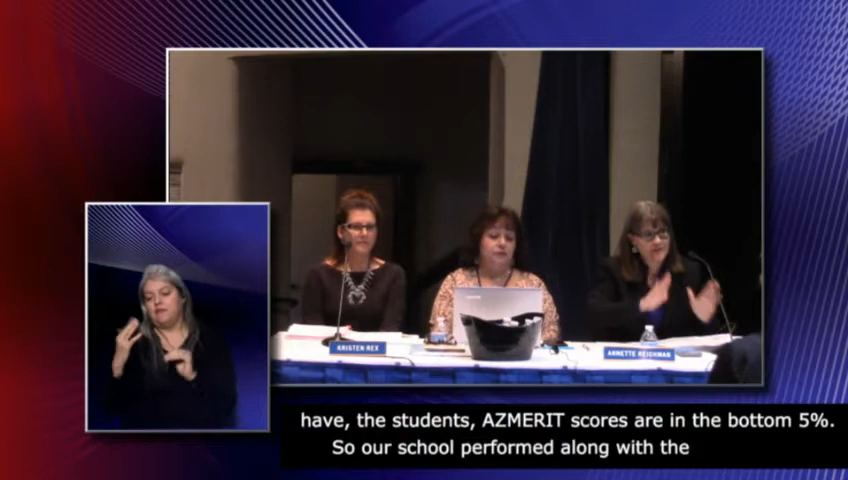 KRISTEN REX
ANNETTE REICHMAN
have, the students, AZMERIT scores are in the bottom 5%.
So our school performed along with the